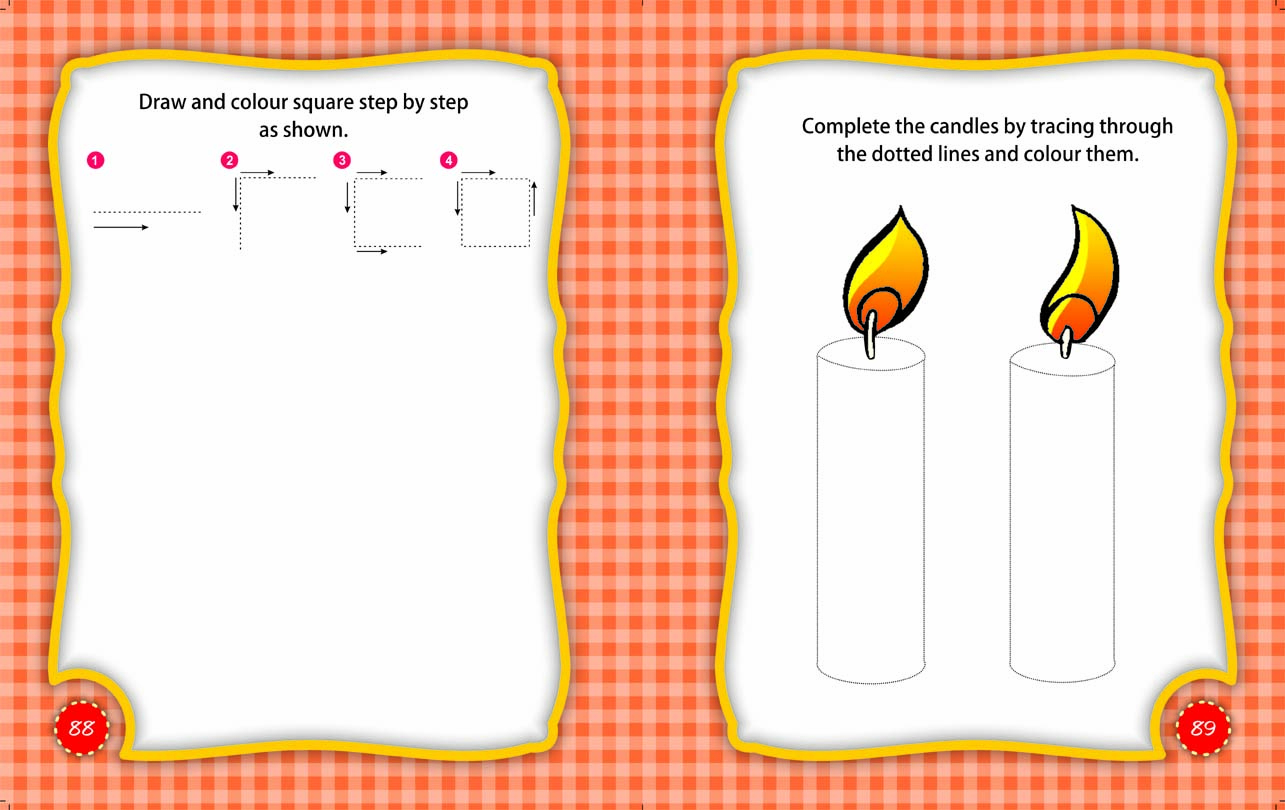 Draw and colour square step by step
as shown.
1 2 3 4
88
Complete the candles by tracing through
the dotted lines and colour them.
89